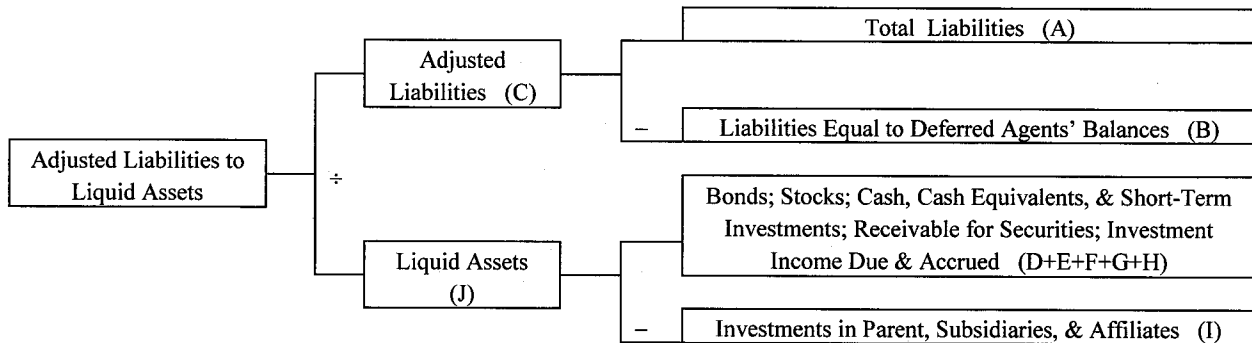 Adjusted Liabilities to
Liquid Assets
÷
Adjusted
Liabilities (C)
Total Liabilities (A)
–
Liabilities Equal to Deferred Agents' Balances (B)
Liquid Assets
(J)
Bonds; Stocks; Cash, Cash Equivalents, & Short-Term
Investments; Receivable for Securities; Investment
Income Due & Accrued (D+E+F+G+H)
–
Investments in Parent, Subsidiaries, & Affiliates (I)